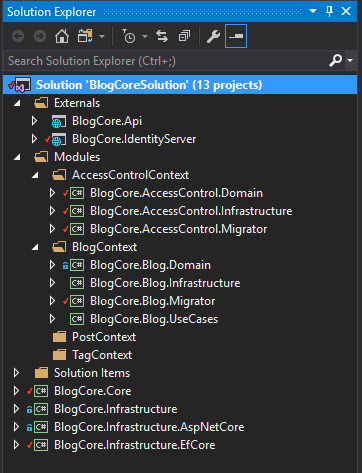 Solution Explorer
Search Solution Explorer (Ctrl+;)
Solution 'BlogCoreSolution' (13 projects)
Externals
BlogCore.Api
BlogCore.IdentityServer
Modules
AccessControlContext
C# BlogCore.AccessControl.Domain
C# BlogCore.AccessControl.Infrastructure
C# BlogCore.AccessControl.Migrator
BlogContext
C# BlogCore.Blog.Domain
C# BlogCore.Blog.Infrastructure
C# BlogCore.Blog.Migrator
C# BlogCore.Blog.UseCases
PostContext
TagContext
Solution Items
C# BlogCore.Core
C# BlogCore.Infrastructure
C# BlogCore.Infrastructure.AspNetCore
C# BlogCore.Infrastructure.EfCore